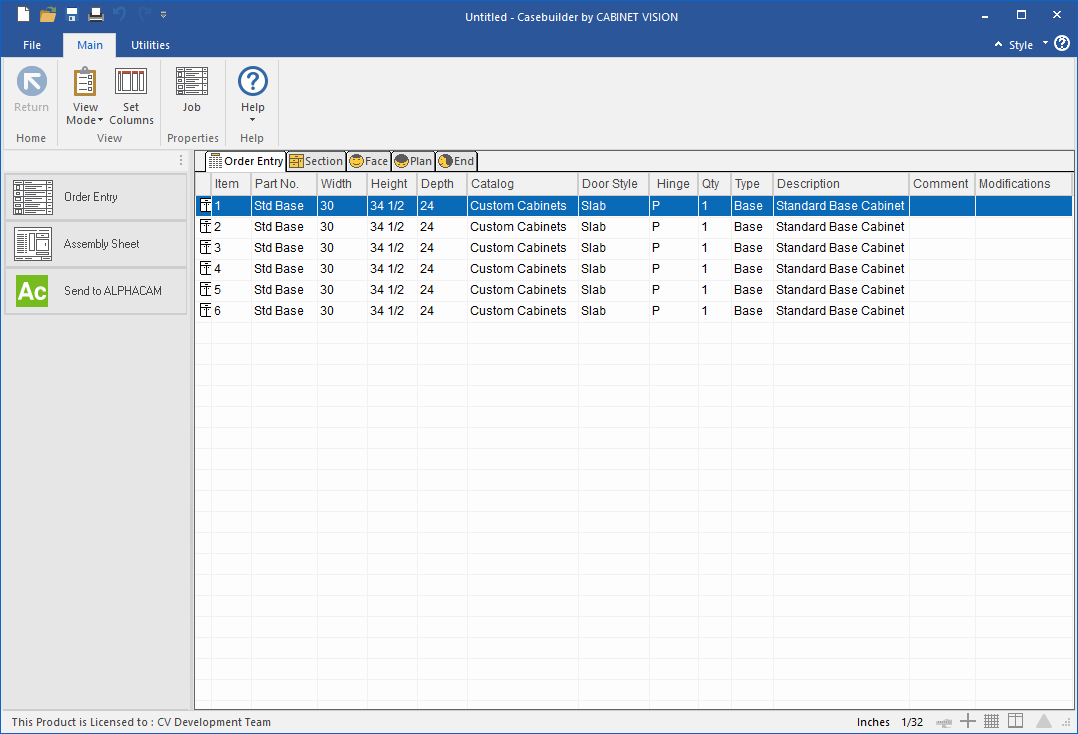 Untitled - Casebuilder by CABINET VISION
File Main Utilities Style
Return View Mode Set Columns Job Help
Home View Properties Help
Order Entry Section Face Plan End
Order Entry
Assembly Sheet
Ac Send to ALPHACAM
Item Part No. Width Height Depth Catalog Door Style Hinge Qty Type Description Comment Modifications
1 Std Base 30 34 1/2 24 Custom Cabinets Slab P 1 Base Standard Base Cabinet
2 Std Base 30 34 1/2 24 Custom Cabinets Slab P 1 Base Standard Base Cabinet
3 Std Base 30 34 1/2 24 Custom Cabinets Slab P 1 Base Standard Base Cabinet
4 Std Base 30 34 1/2 24 Custom Cabinets Slab P 1 Base Standard Base Cabinet
5 Std Base 30 34 1/2 24 Custom Cabinets Slab P 1 Base Standard Base Cabinet
6 Std Base 30 34 1/2 24 Custom Cabinets Slab P 1 Base Standard Base Cabinet
This Product is Licensed to : CV Development Team Inches 1/32